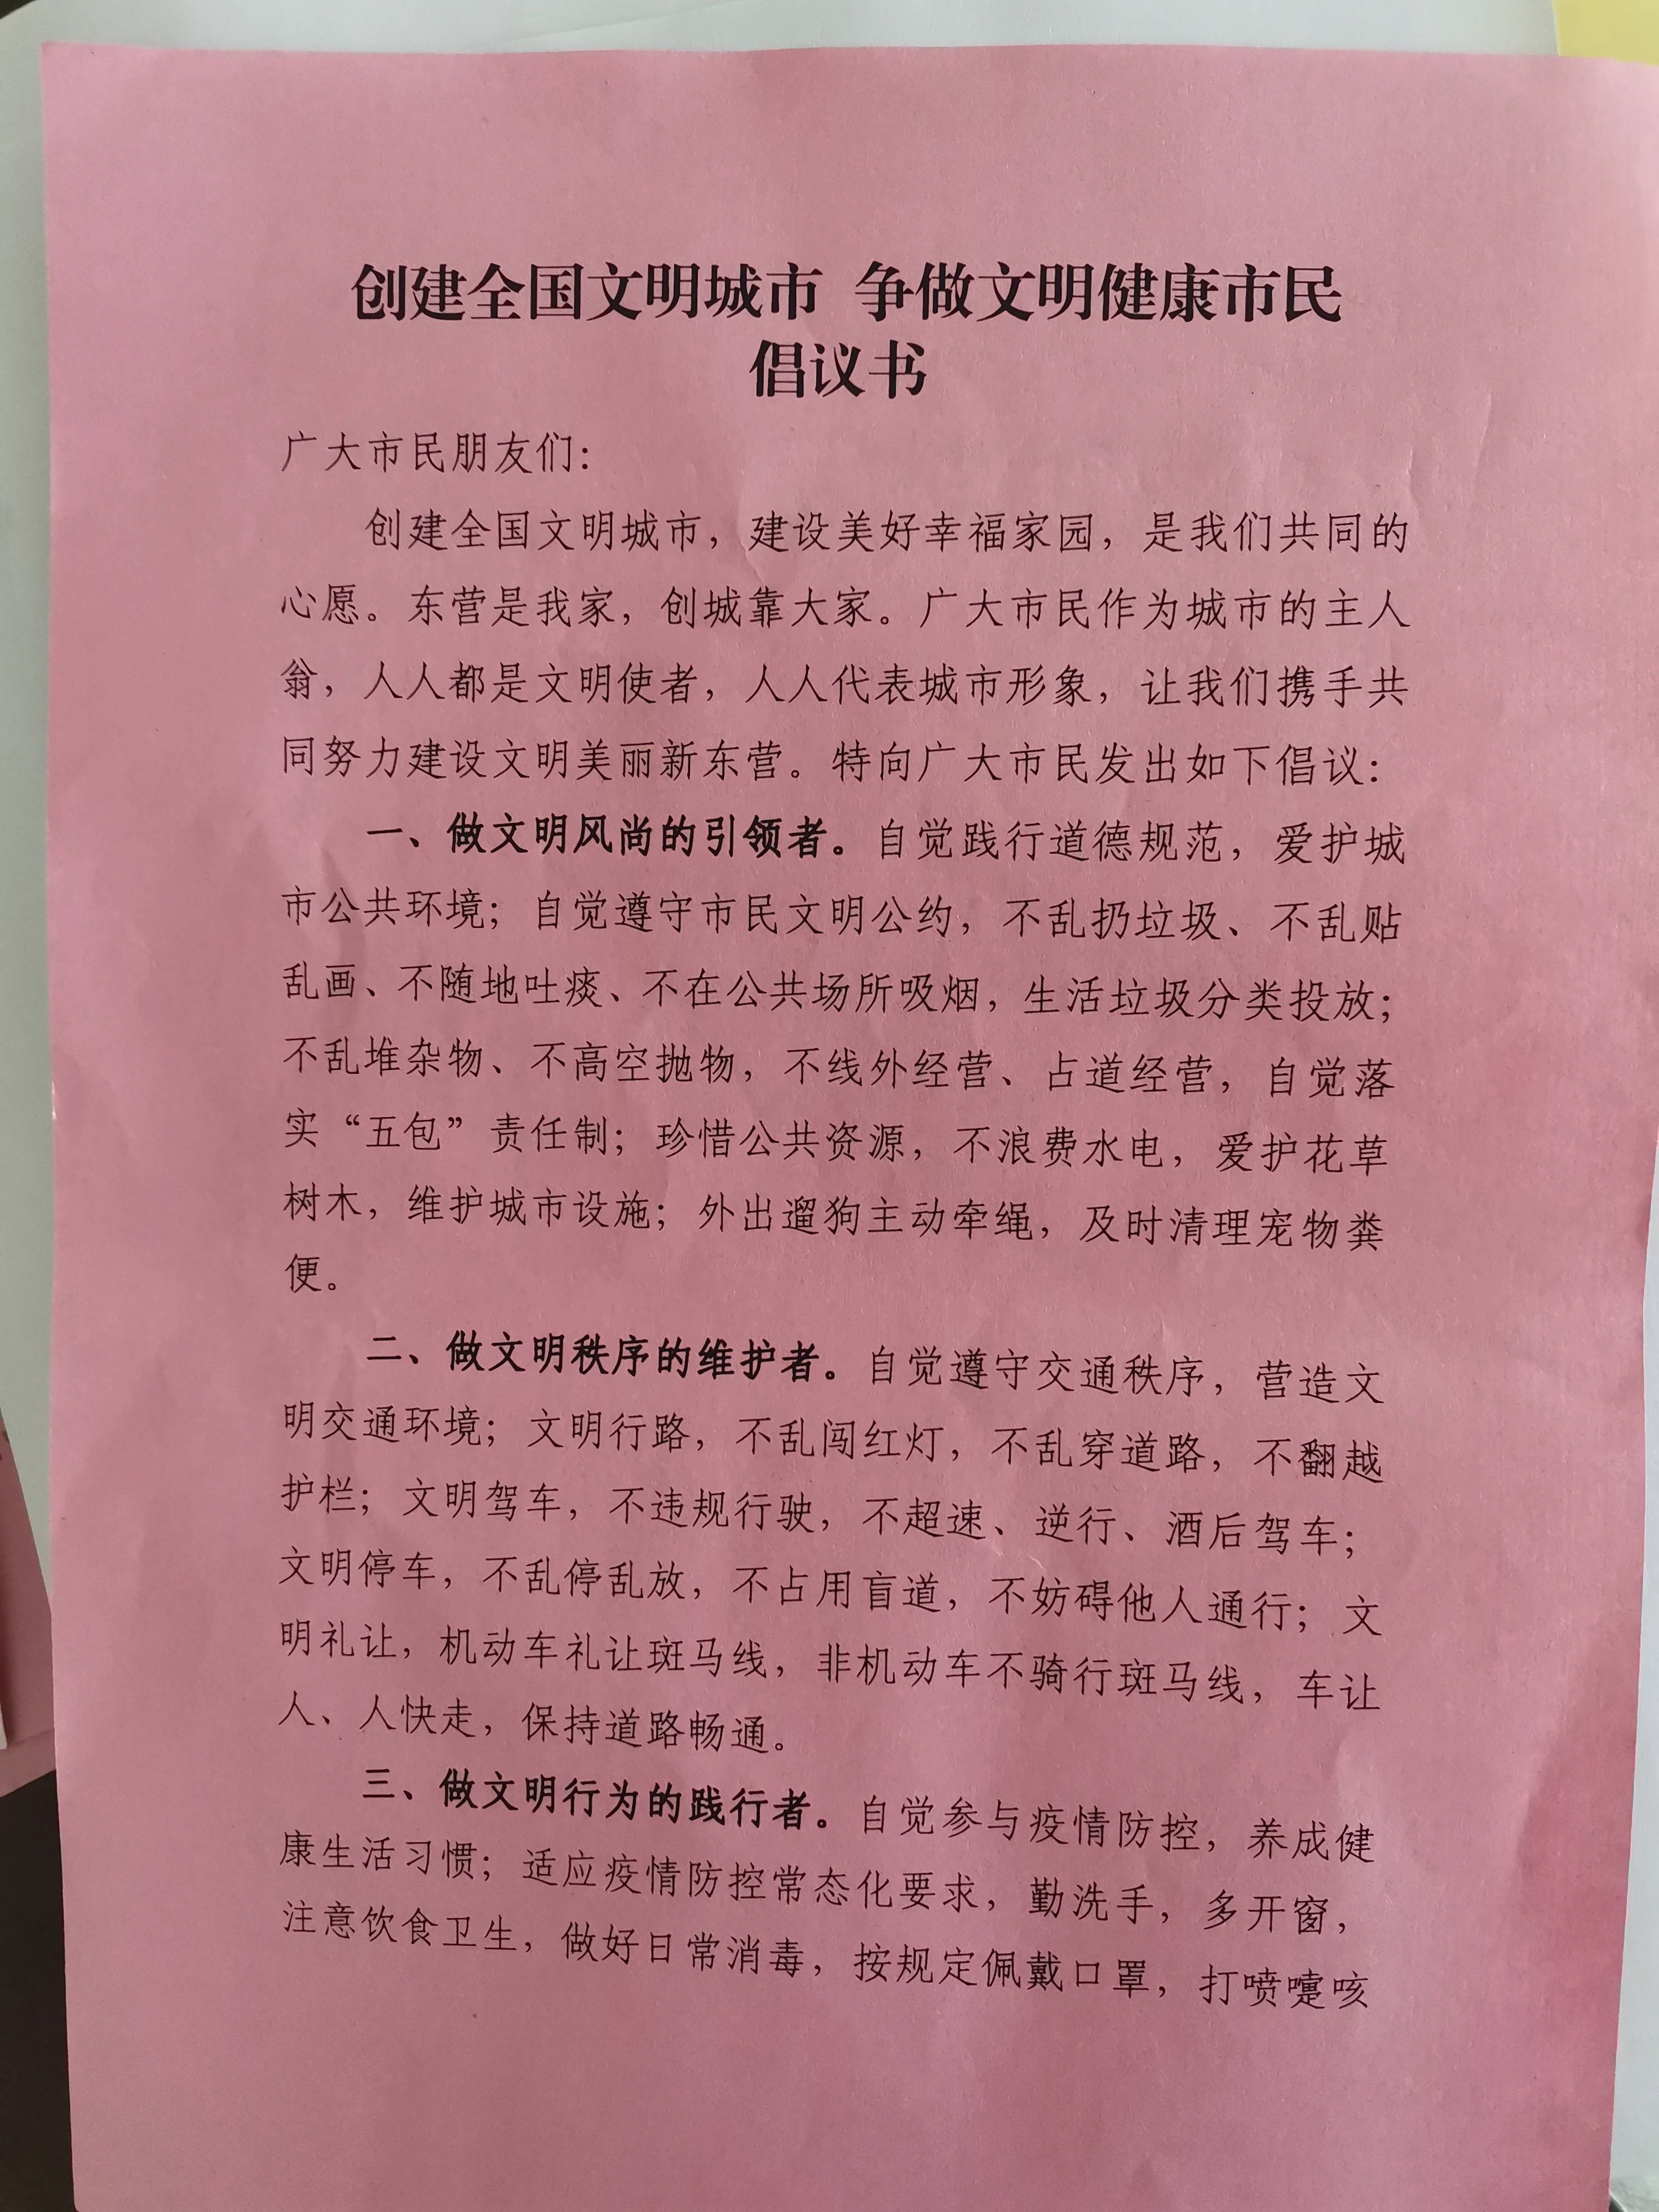 创建全国文明城市 争做文明健康市民
倡议书
广大市民朋友们：
创建全国文明城市，建设美好幸福家园，是我们共同的
心愿。东营是我家，创城靠大家。广大市民作为城市的主人
翁，人人都是文明使者，人人代表城市形象，让我们携手共
同努力建设文明美丽新东营。特向广大市民发出如下倡议：
一、做文明风尚的引领者。自觉践行道德规范，爱护城
市公共环境；自觉遵守市民文明公约，不乱扔垃圾、不乱贴
乱画、不随地吐痰、不在公共场所吸烟，生活垃圾分类投放；
不乱堆杂物、不高空抛物，不线外经营、占道经营，自觉落
实“五包”责任制；珍惜公共资源，不浪费水电，爱护花草
树木，维护城市设施；外出遛狗主动牵绳，及时清理宠物粪
便。
二、做文明秩序的维护者。自觉遵守交通秩序，营造文
明交通环境；文明行路，不乱闯红灯，不乱穿道路，不翻越
护栏；文明驾车，不违规行驶，不超速、逆行、酒后驾车；
文明停车，不乱停乱放，不占用盲道，不妨碍他人通行；文
明礼让，机动车礼让斑马线，非机动车不骑行斑马线，车让
人、人快走，保持道路畅通。
三、做文明行为的践行者。自觉参与疫情防控，养成健
康生活习惯；适应疫情防控常态化要求，勤洗手，多开窗，
注意饮食卫生，做好日常消毒，按规定佩戴口罩，打喷嚏咳